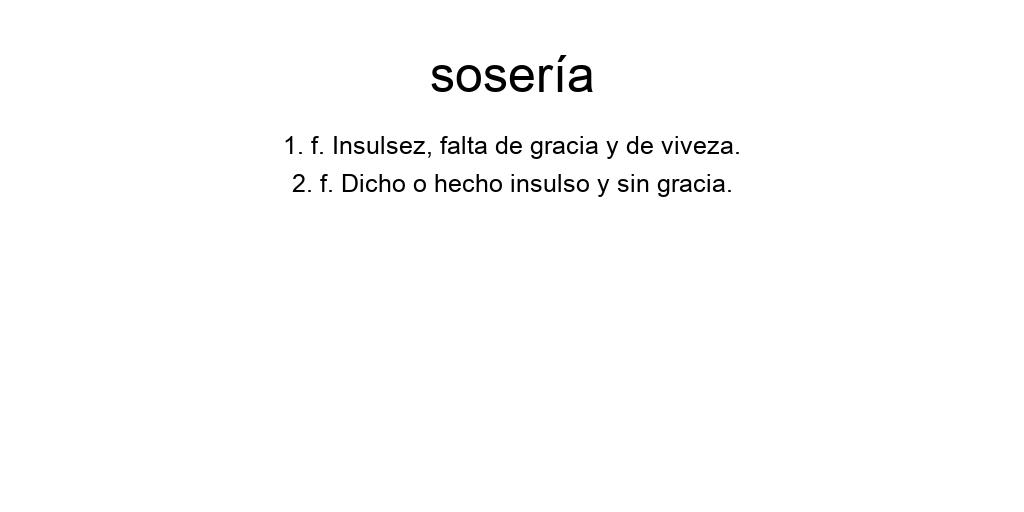 sosería
1. f. Insulsez, falta de gracia y de viveza.
2. f. Dicho o hecho insulso y sin gracia.